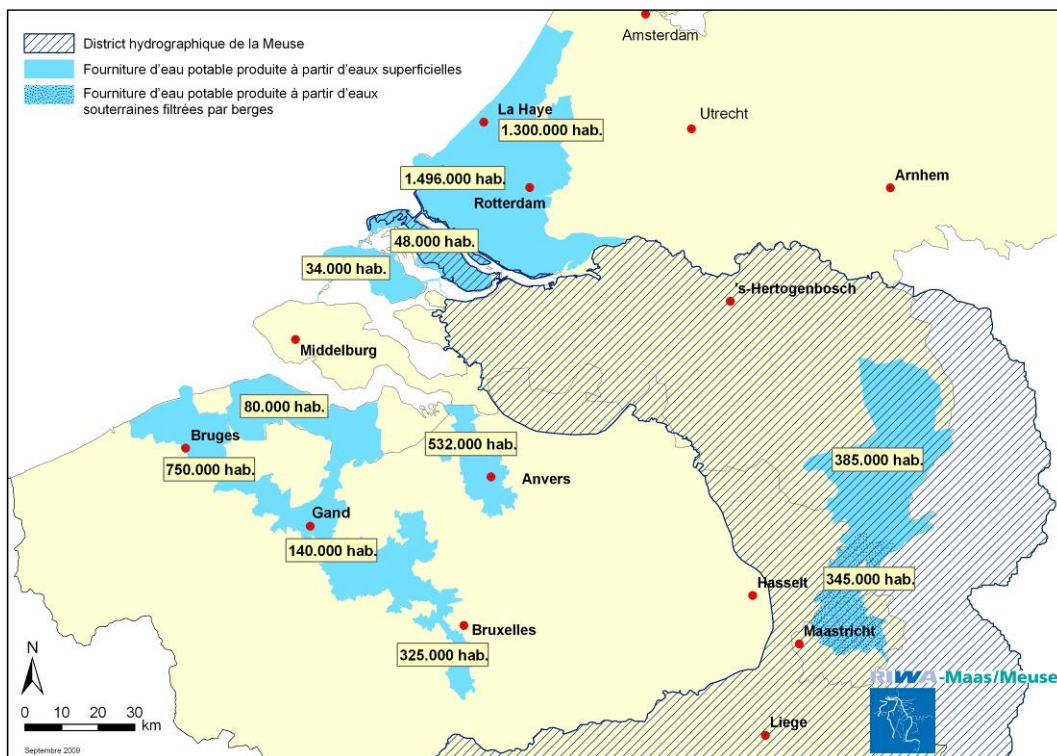 District hydrographique de la Meuse
Fourniture d'eau potable produite à partir d'eaux superficielles
Fourniture d'eau potable produite à partir d'eaux
souterraines filtrées par berges
Amsterdam
La Haye
1.300.000 hab.
Utrecht
1.496.000 hab.
Rotterdam
Arnhem
48.000 hab.
34.000 hab.
's-Hertogenbosch
Middelburg
80.000 hab.
Bruges
750.000 hab.
532.000 hab.
Anvers
385.000 hab.
Gand
140.000 hab.
Hasselt
345.000 hab.
Bruxelles
325.000 hab.
Maastricht
N
RIWA-Maas/Meuse
0 10 20 30
km
Liege
Septembre 2009